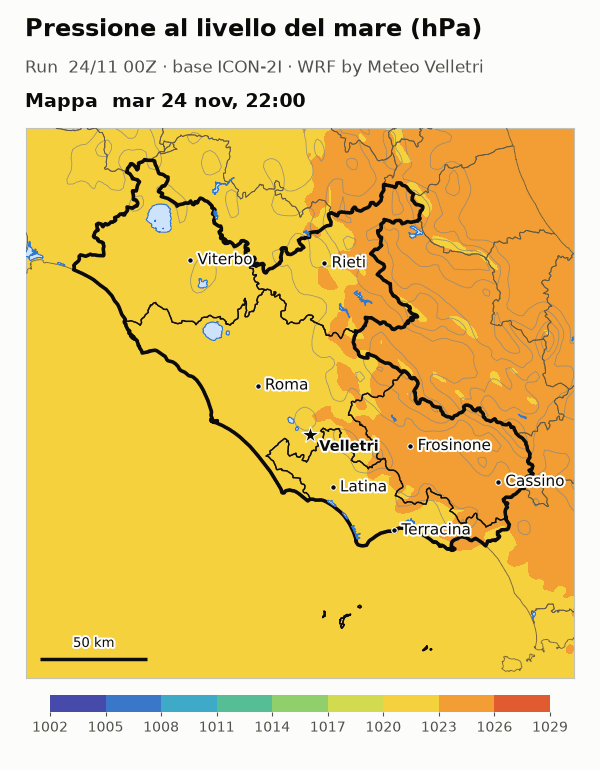 Pressione al livello del mare (hPa)
Run  24/11 00Z · base ICON-2I · WRF by Meteo Velletri
Mappa  mar 24 nov, 22:00
Viterbo
Rieti
Roma
Velletri
Frosinone
Cassino
Latina
Terracina
50 km
1002 1005 1008 1011 1014 1017 1020 1023 1026 1029